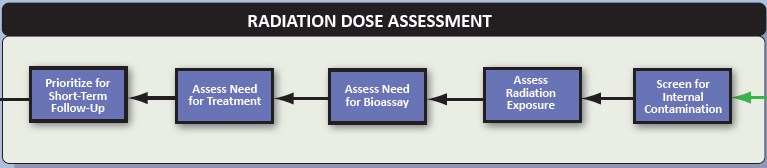 RADIATION DOSE ASSESSMENT
Prioritize for
Short-Term
Follow-Up
Assess Need
for Treatment
Assess Need
for Bioassay
Assess
Radiation
Exposure
Screen for
Internal
Contamination